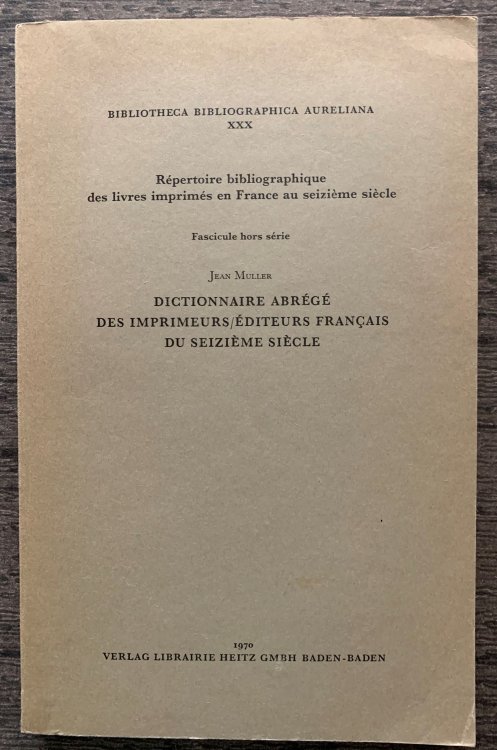 BIBLIOTHECA BIBLIOGRAPHICA AURELIANA
XXX
Répertoire bibliographique
des livres imprimés en France au seizième siècle
Fascicule hors série
Jean Muller
DICTIONNAIRE ABRÉGÉ
DES IMPRIMEURS/ÉDITEURS FRANÇAIS
DU SEIZIÈME SIÈCLE
1970
VERLAG LIBRAIRIE HEITZ GMBH BADEN-BADEN